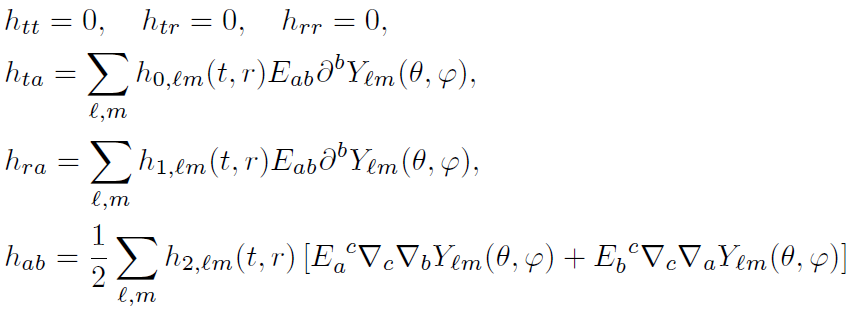 $h_{tt} = 0, \quad h_{tr} = 0, \quad h_{rr} = 0,$
$h_{ta} = \sum_{\ell,m} h_{0,\ell m}(t,r) E_{ab} \partial^b Y_{\ell m}(\theta,\varphi),$
$h_{ra} = \sum_{\ell,m} h_{1,\ell m}(t,r) E_{ab} \partial^b Y_{\ell m}(\theta,\varphi),$
$h_{ab} = \frac{1}{2} \sum_{\ell,m} h_{2,\ell m}(t,r) \left[ E_a{}^c \nabla_c \nabla_b Y_{\ell m}(\theta,\varphi) + E_b{}^c \nabla_c \nabla_a Y_{\ell m}(\theta,\varphi) \right]$